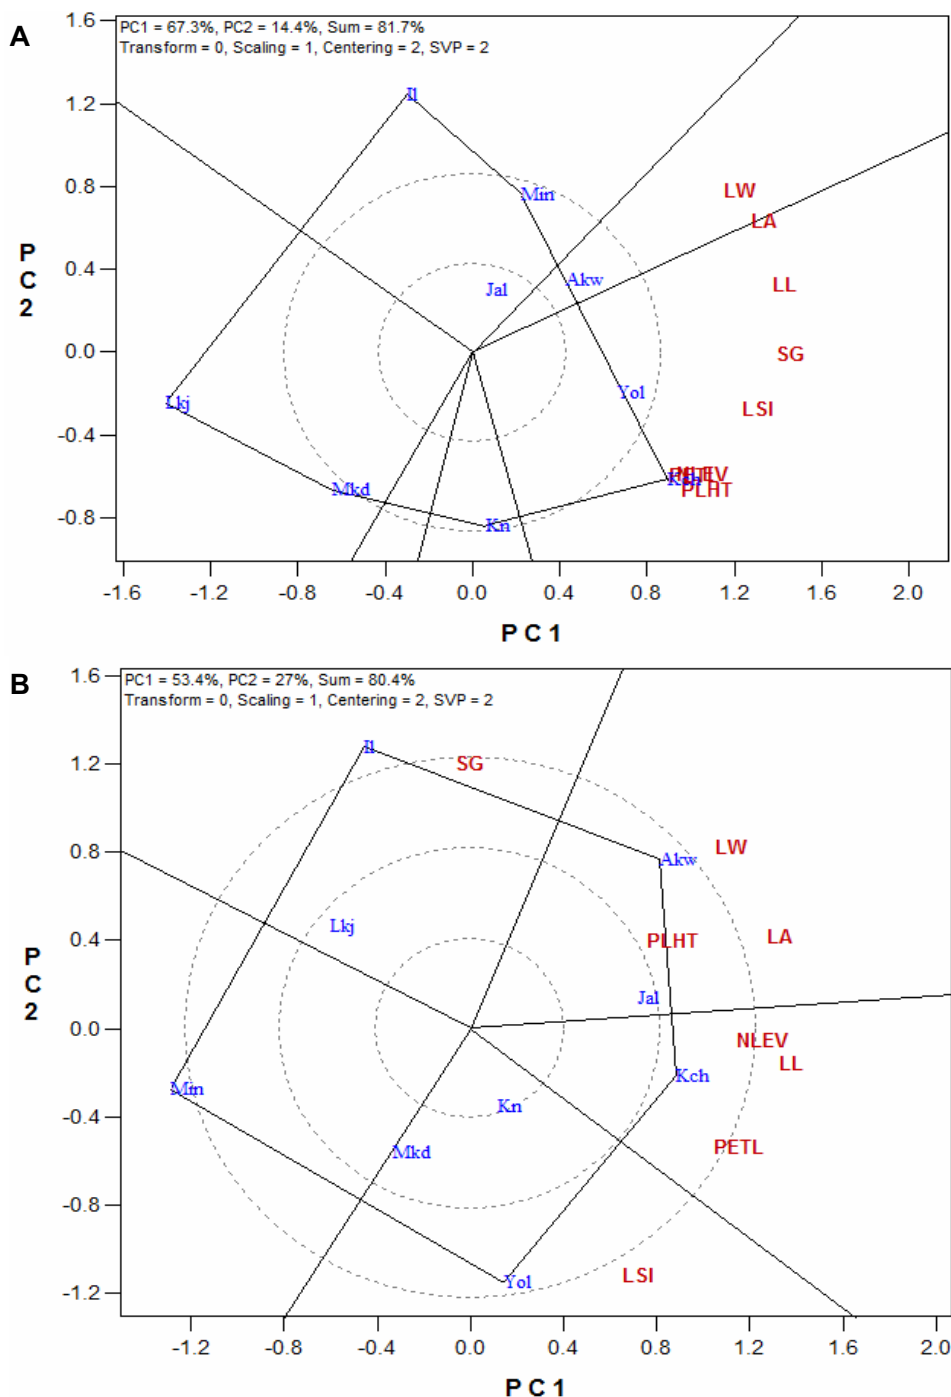 A
PC1 = 67.3%, PC2 = 14.4%, Sum = 81.7%
Transform = 0, Scaling = 1, Centering = 2, SVP = 2
1.6
1.2
0.8
0.4
0.0
-0.4
-0.8
P
C
2
Il
Min
LW
LA
Akw
Jal
LL
SG
Yol
Lkj
LSI
NLEV
Mkd
PLHT
Kn
-1.6 -1.2 -0.8 -0.4 0.0 0.4 0.8 1.2 1.6 2.0
P C 1
B
PC1 = 53.4%, PC2 = 27%, Sum = 80.4%
Transform = 0, Scaling = 1, Centering = 2, SVP = 2
1.6
1.2
0.8
0.4
0.0
-0.4
-0.8
-1.2
P
C
2
Il
SG
LW
Akw
Lkj
PLHT
LA
Jal
NLEV
LL
Kch
Min
Kn
Mkd
PETL
Yol
LSI
-1.2 -0.8 -0.4 0.0 0.4 0.8 1.2 1.6 2.0
P C 1